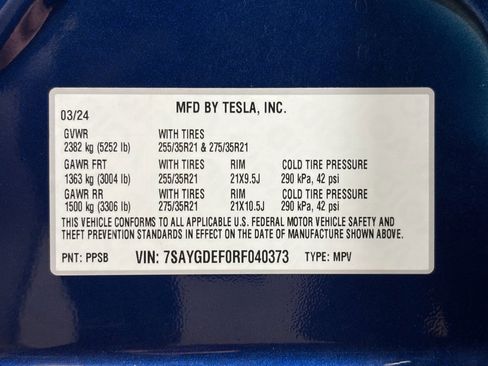 03/24 MFD BY TESLA, INC.
GVWR WITH TIRES
2382 kg (5252 lb) 255/35R21 & 275/35R21
GAWR FRT WITH TIRES RIM COLD TIRE PRESSURE
1363 kg (3004 lb) 255/35R21 21X9.5J 290 kPa, 42 psi
GAWR RR WITH TIRES RIM COLD TIRE PRESSURE
1500 kg (3306 lb) 275/35R21 21X10.5J 290 kPa, 42 psi
THIS VEHICLE CONFORMS TO ALL APPLICABLE U.S. FEDERAL MOTOR VEHICLE SAFETY AND
THEFT PREVENTION STANDARDS IN EFFECT ON THE DATE OF MANUFACTURE SHOWN ABOVE.
PNT: PPSB VIN: 7SAYGDEF0RF040373 TYPE: MPV